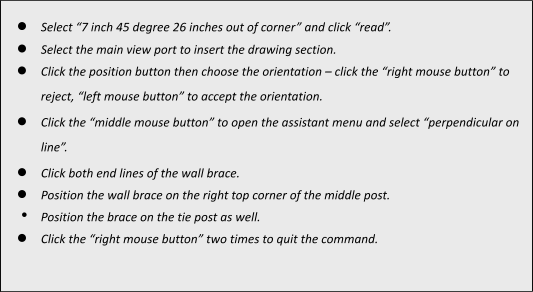 ● Select “7 inch 45 degree 26 inches out of corner” and click “read”.
● Select the main view port to insert the drawing section.
● Click the position button then choose the orientation – click the “right mouse button” to
reject, “left mouse button” to accept the orientation.
● Click the “middle mouse button” to open the assistant menu and select “perpendicular on
line”.
● Click both end lines of the wall brace.
● Position the wall brace on the right top corner of the middle post.
• Position the brace on the tie post as well.
● Click the “right mouse button” two times to quit the command.